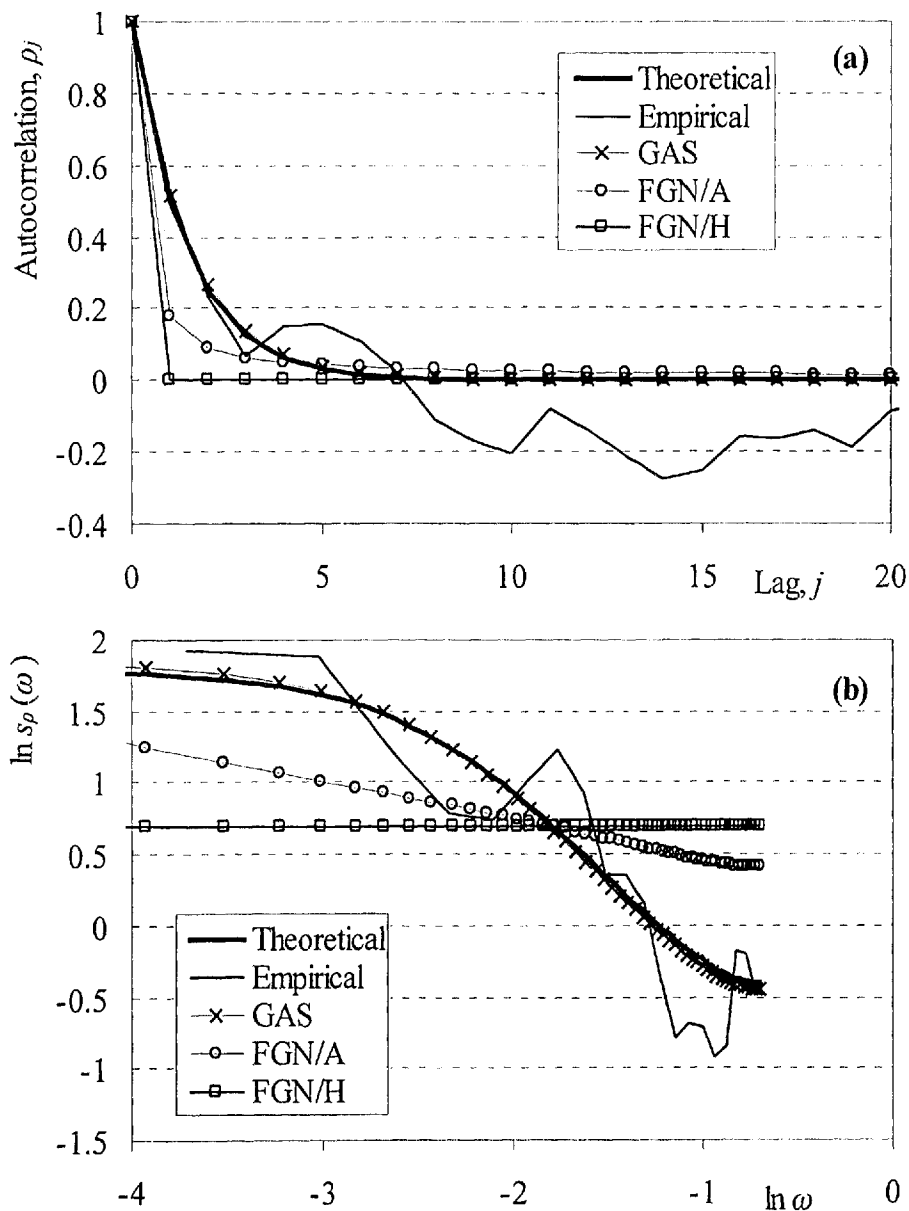 Autocorrelation, ρj
1
0.8
0.6
0.4
0.2
0
-0.2
-0.4
(a)
Theoretical
Empirical
GAS
FGN/A
FGN/H
0 5 10 15 20
Lag, j
ln sρ(ω)
2
1.5
1
0.5
0
-0.5
-1
-1.5
(b)
Theoretical
Empirical
GAS
FGN/A
FGN/H
-4 -3 -2 -1 0
ln ω